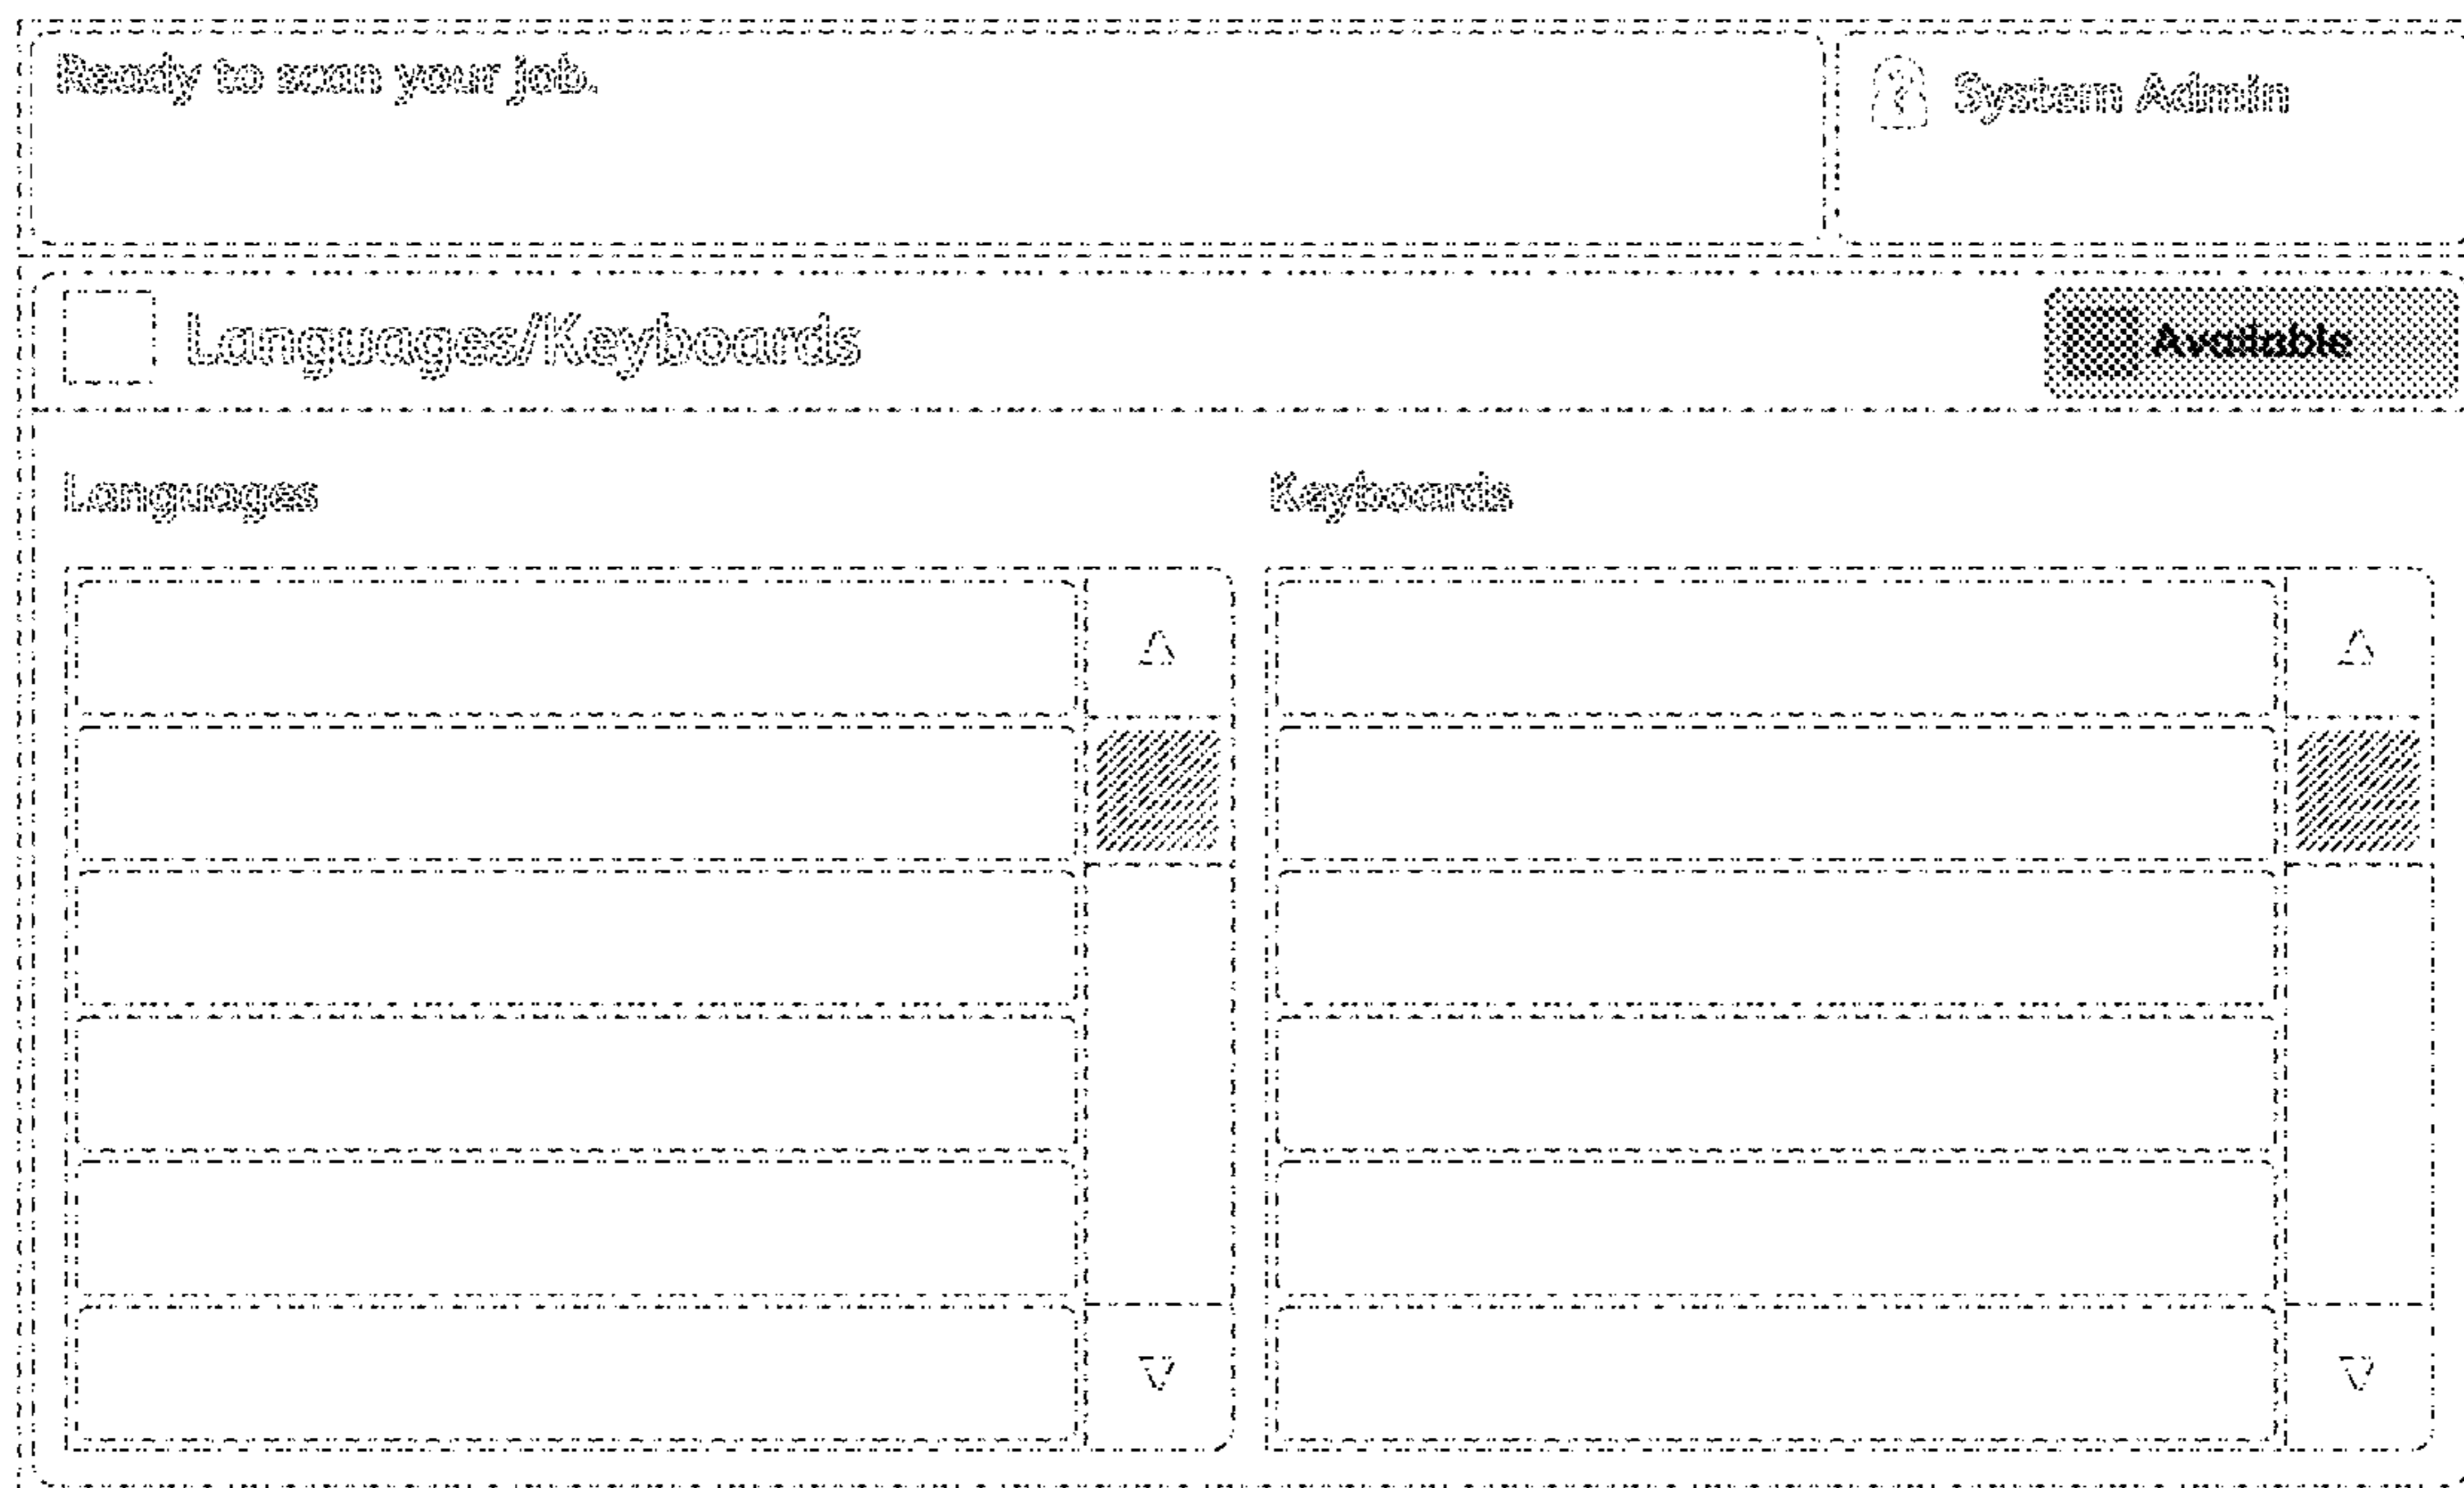 Ready to scan your job.
System Admin
Languages/Keyboards
Available
Languages
Keyboards